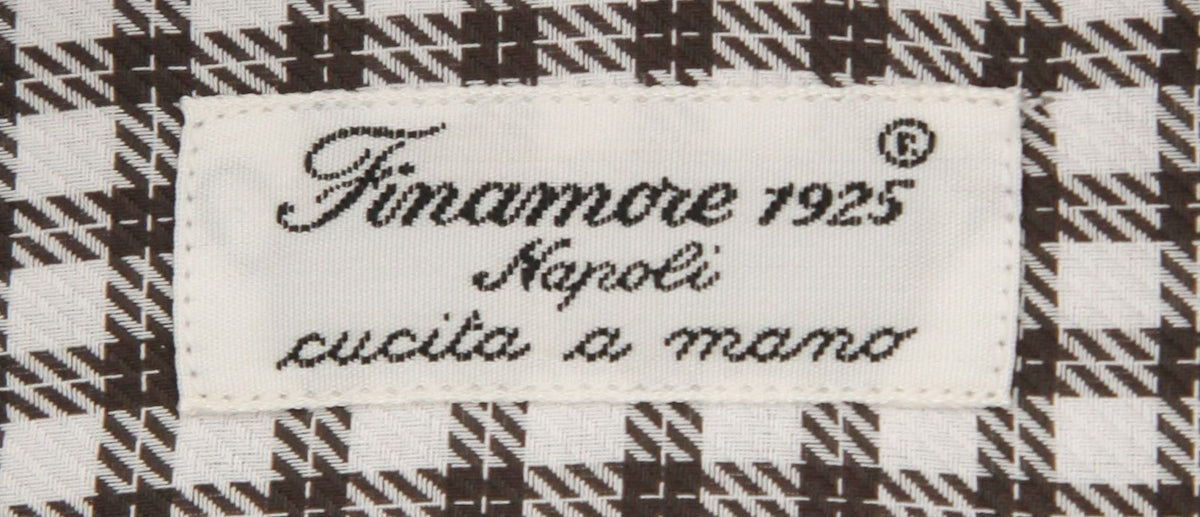 Finamore 1925 ®
Napoli
cucita a mano